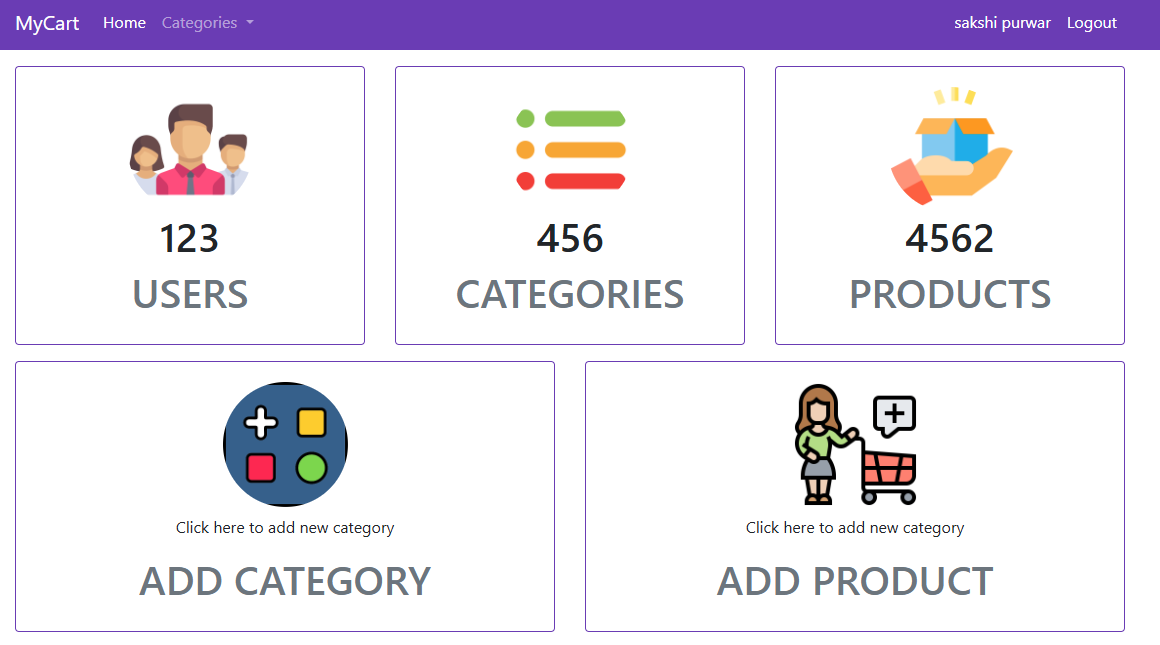 MyCart Home Categories sakshi purwar Logout
123 456 4562
USERS CATEGORIES PRODUCTS
Click here to add new category Click here to add new category
ADD CATEGORY ADD PRODUCT